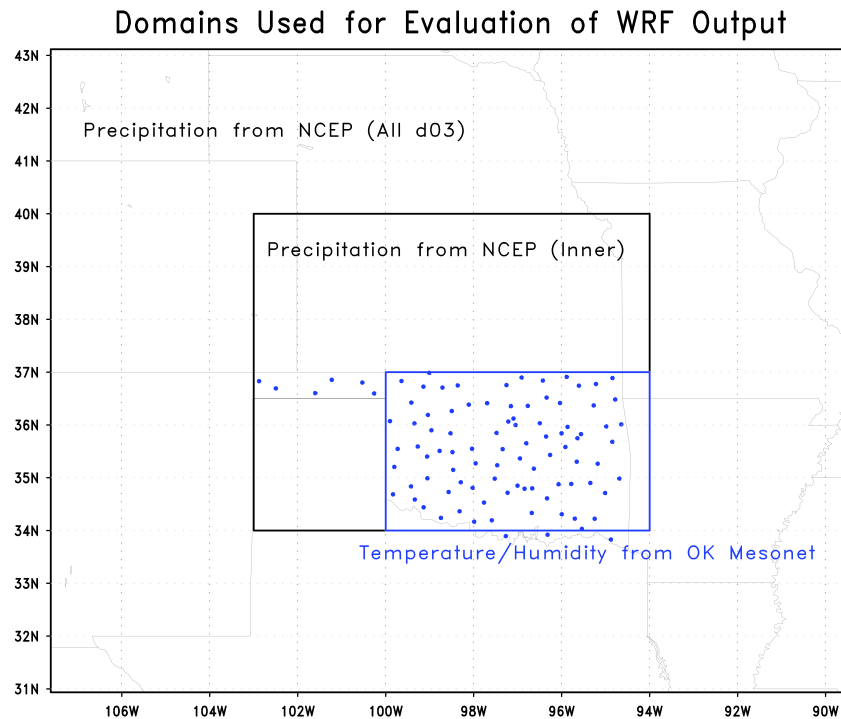 Domains Used for Evaluation of WRF Output
43N
42N
Precipitation from NCEP (All d03)
41N
40N
Precipitation from NCEP (Inner)
39N
38N
37N
36N
35N
34N
Temperature/Humidity from OK Mesonet
33N
32N
31N
106W 104W 102W 100W 98W 96W 94W 92W 90W